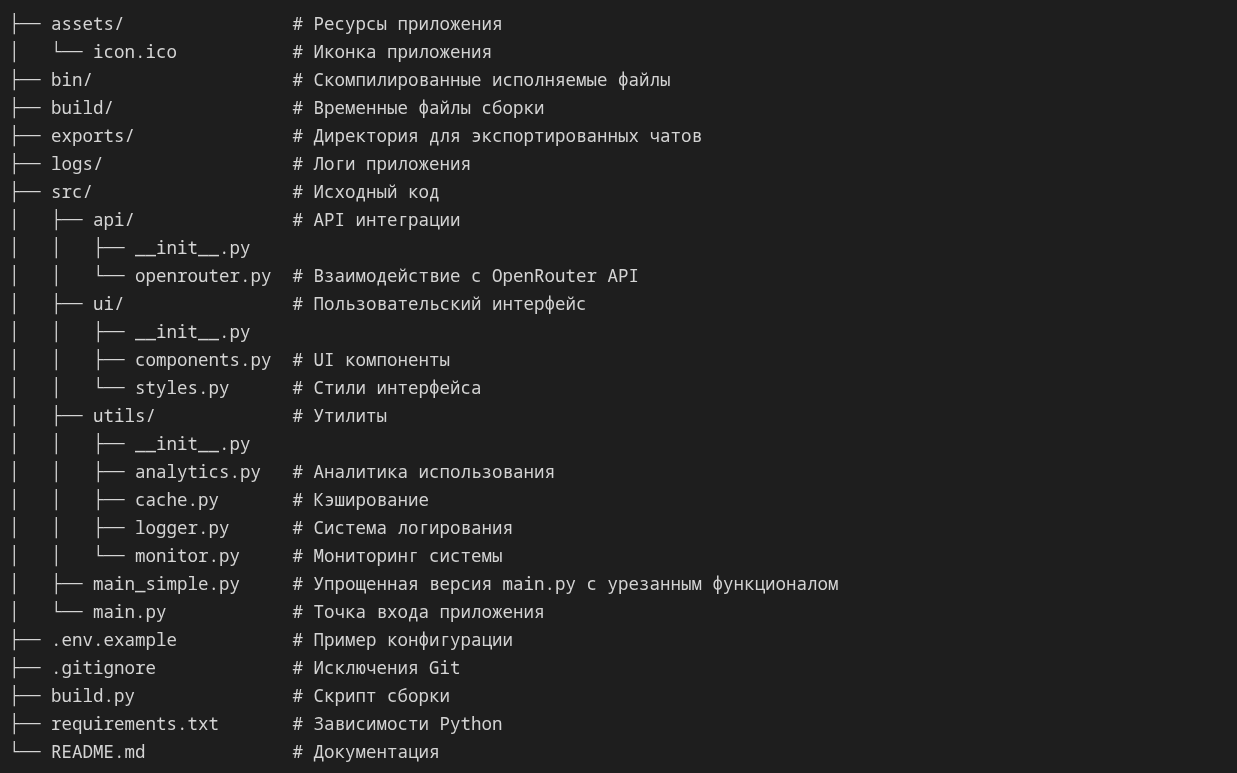 ├── assets/                # Ресурсы приложения
│   └── icon.ico           # Иконка приложения
├── bin/                   # Скомпилированные исполняемые файлы
├── build/                 # Временные файлы сборки
├── exports/               # Директория для экспортированных чатов
├── logs/                  # Логи приложения
├── src/                   # Исходный код
│   ├── api/               # API интеграции
│   │   ├── __init__.py
│   │   └── openrouter.py  # Взаимодействие с OpenRouter API
│   ├── ui/                # Пользовательский интерфейс
│   │   ├── __init__.py
│   │   ├── components.py  # UI компоненты
│   │   └── styles.py      # Стили интерфейса
│   ├── utils/             # Утилиты
│   │   ├── __init__.py
│   │   ├── analytics.py   # Аналитика использования
│   │   ├── cache.py       # Кэширование
│   │   ├── logger.py      # Система логирования
│   │   └── monitor.py     # Мониторинг системы
│   ├── main_simple.py     # Упрощенная версия main.py с урезанным функционалом
│   └── main.py            # Точка входа приложения
├── .env.example           # Пример конфигурации
├── .gitignore             # Исключения Git
├── build.py               # Скрипт сборки
├── requirements.txt       # Зависимости Python
└── README.md              # Документация